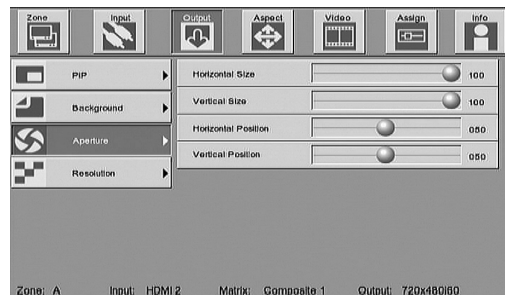 Zone Input Output Aspect Video Assign Info
PIP
Background
Aperture
Resolution
Horizontal Size 100
Vertical Size 100
Horizontal Position 050
Vertical Position 050
Zone: A Input: HDMI 2 Matrix: Composite 1 Output: 720x480i60